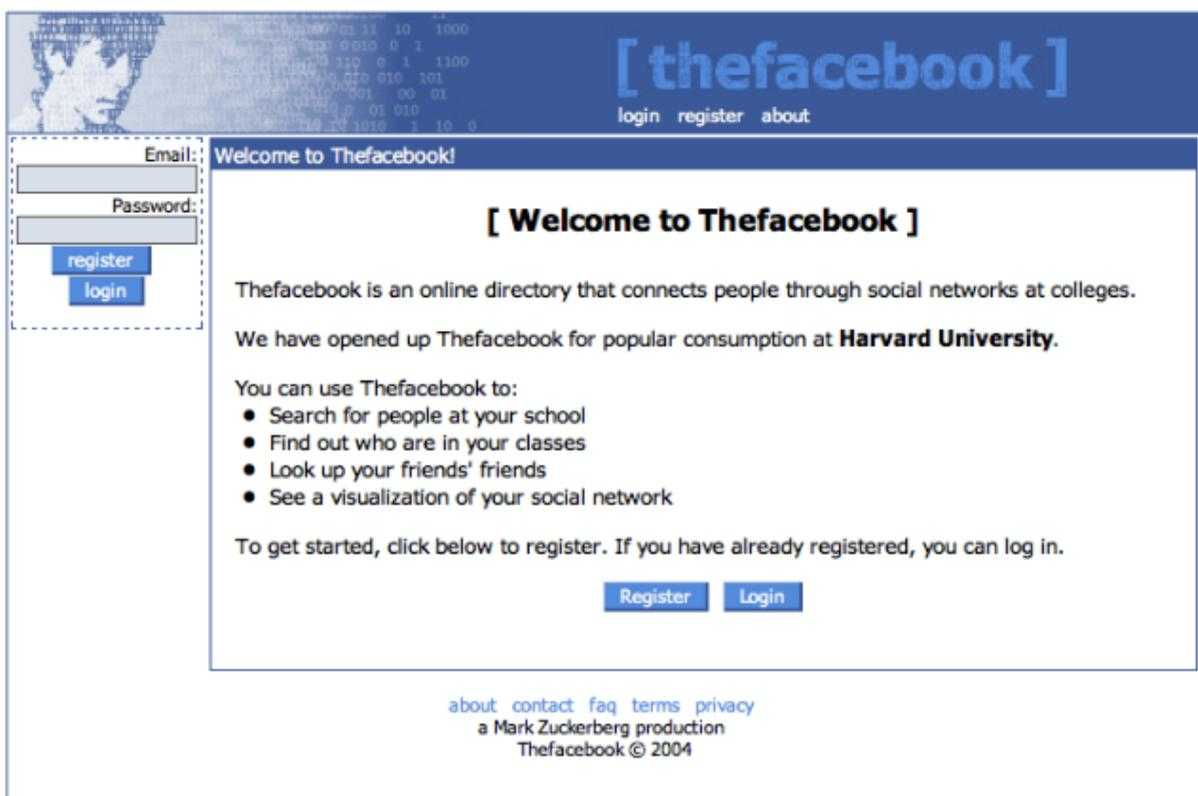 [ thefacebook ]
login register about
Email:
Password:
register
login
Welcome to Thefacebook!
[ Welcome to Thefacebook ]
Thefacebook is an online directory that connects people through social networks at colleges.
We have opened up Thefacebook for popular consumption at Harvard University.
You can use Thefacebook to:
● Search for people at your school
● Find out who are in your classes
● Look up your friends' friends
● See a visualization of your social network
To get started, click below to register. If you have already registered, you can log in.
Register Login
about contact faq terms privacy
a Mark Zuckerberg production
Thefacebook © 2004